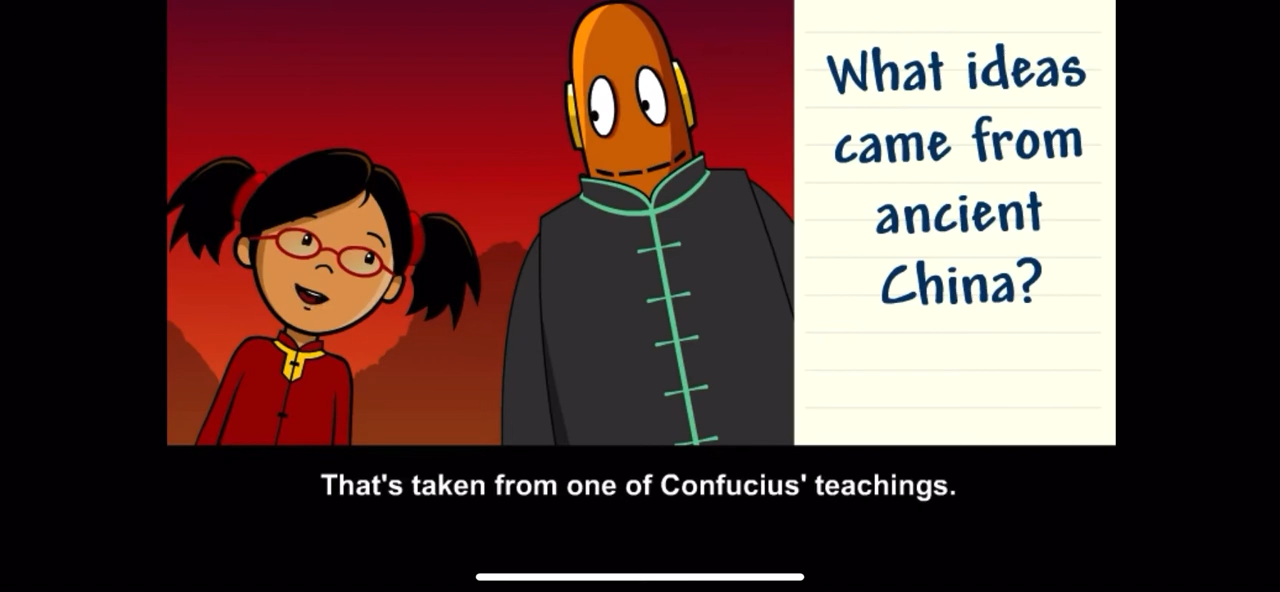 What ideas
came from
ancient
China?
That's taken from one of Confucius' teachings.